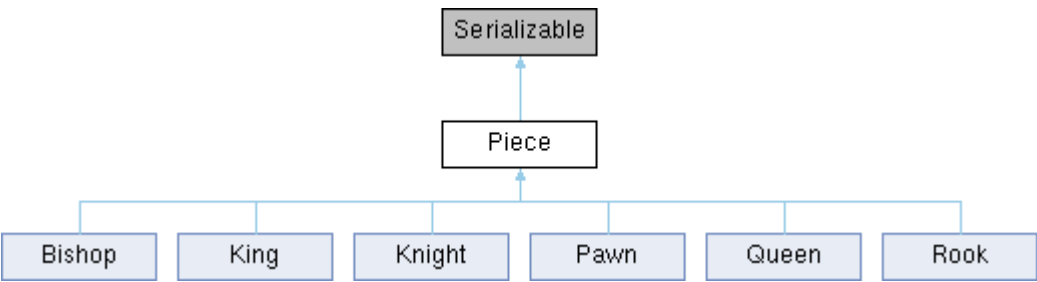 Serializable
Piece
Bishop
King
Knight
Pawn
Queen
Rook